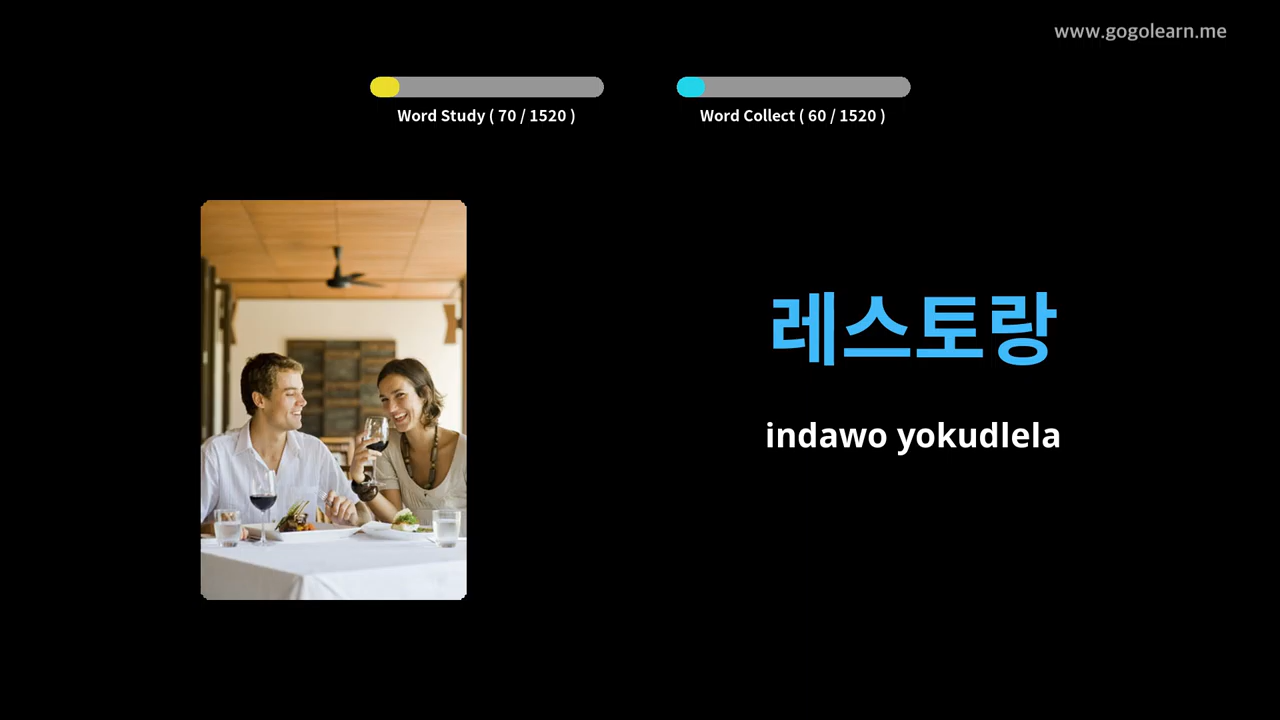 www.gogolearn.me
Word Study ( 70 / 1520 )
Word Collect ( 60 / 1520 )
레스토랑
indawo yokudlela